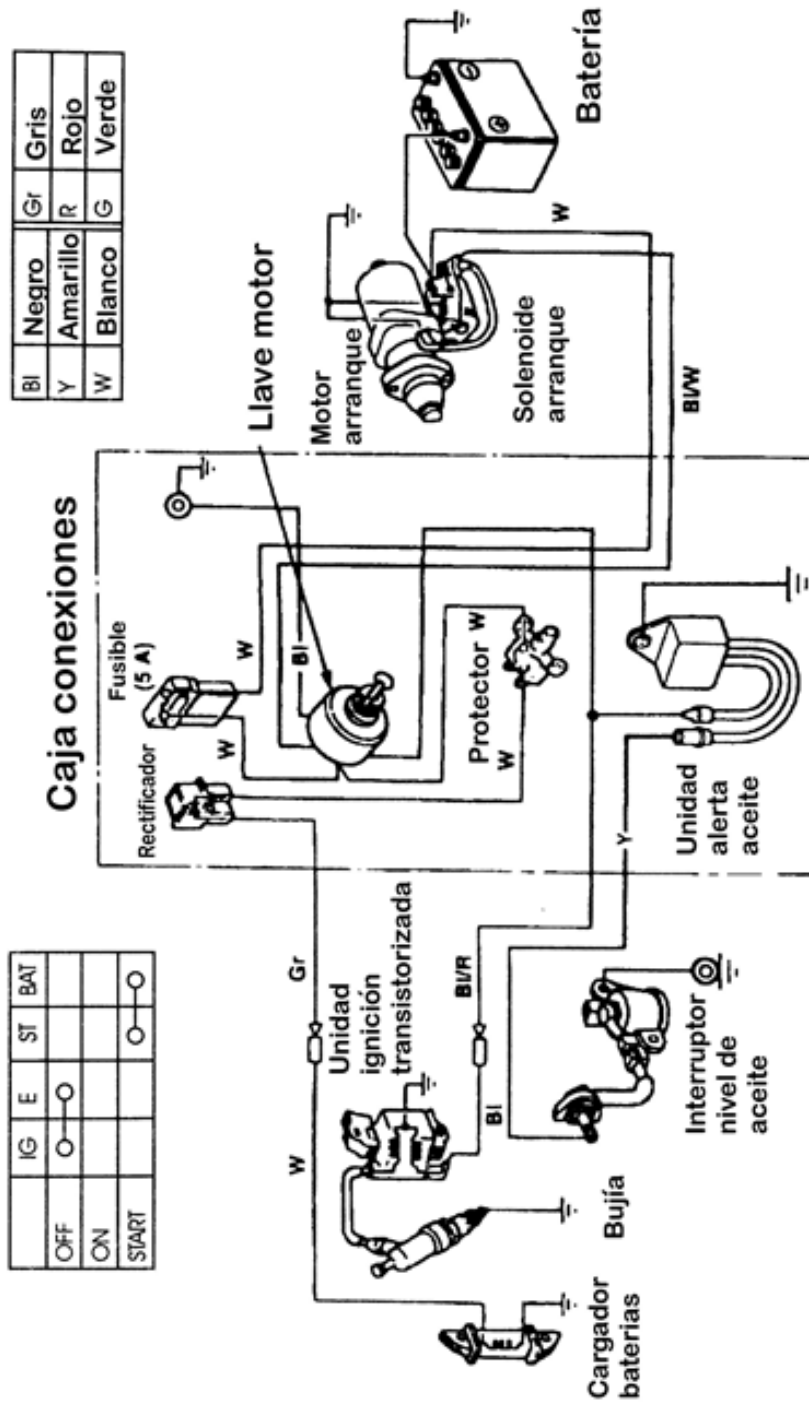 IG E ST BAT
OFF
ON
START
Bl Negro Gr Gris
Y Amarillo R Rojo
W Blanco G Verde
Caja conexiones
Rectificador
Fusible
(5 A)
W
W
Bl
Llave motor
Motor
arranque
Solenoide
arranque
Batería
W
Bl/W
Protector
W
W
Gr
W
Unidad
ignición
transistorizada
Bl/R
Bl
Y
Bujía
Cargador
baterias
Interruptor
nivel de
aceite
Unidad
alerta
aceite